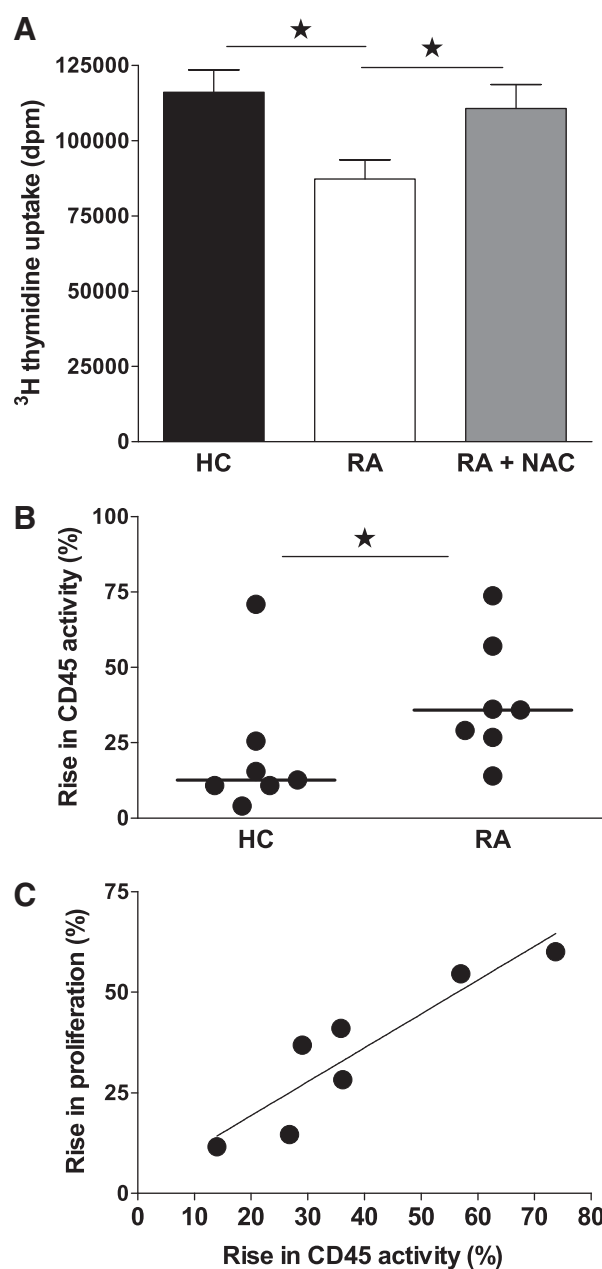 A
³H thymidine uptake (dpm)
125000
100000
75000
50000
25000
0
HC RA RA + NAC
B
Rise in CD45 activity (%)
100
75
50
25
0
HC RA
C
Rise in proliferation (%)
75
50
25
0
0 10 20 30 40 50 60 70 80
Rise in CD45 activity (%)